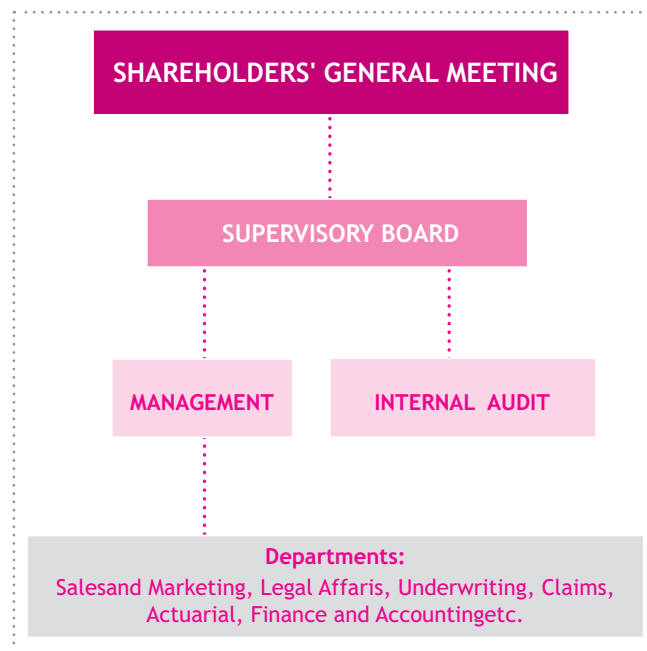 SHAREHOLDERS' GENERAL MEETING
SUPERVISORY BOARD
MANAGEMENT
INTERNAL AUDIT
Departments:
Salesand Marketing, Legal Affaris, Underwriting, Claims,
Actuarial, Finance and Accountingetc.